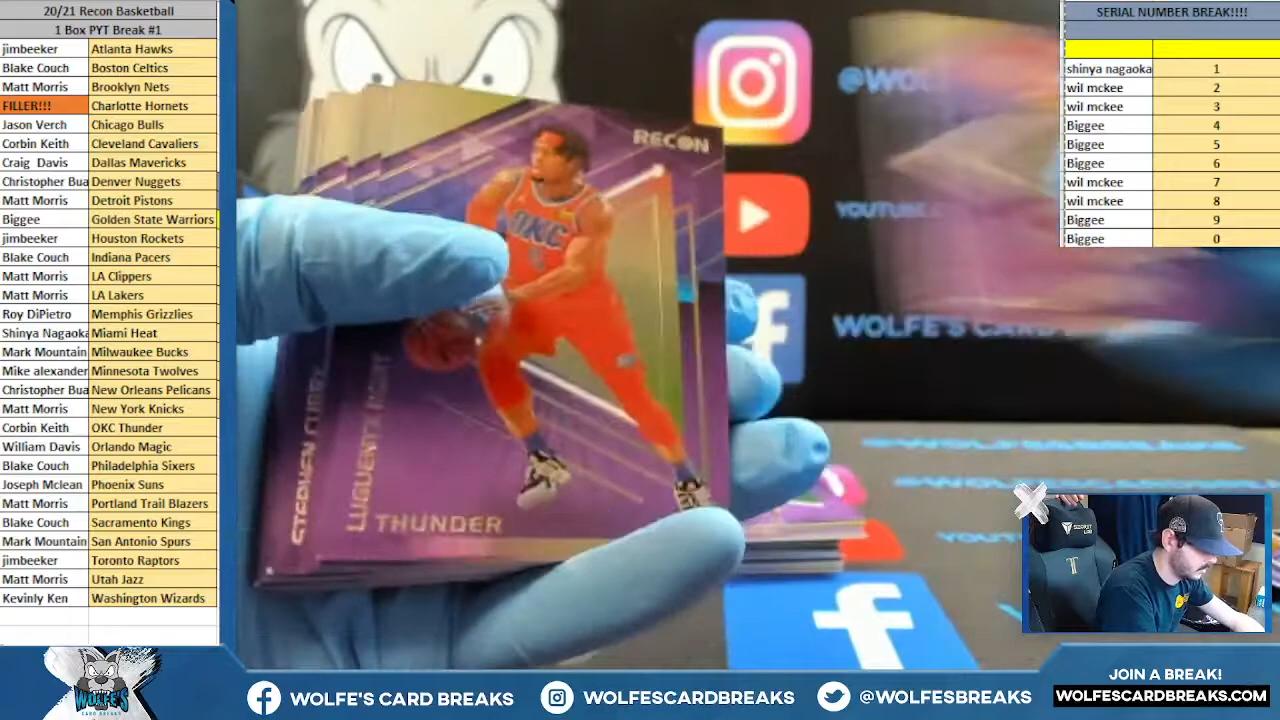 20/21 Recon Basketball
1 Box PYT Break #1
jimbeeker Atlanta Hawks
Blake Couch Boston Celtics
Matt Morris Brooklyn Nets
FILLER!!! Charlotte Hornets
Jason Verch Chicago Bulls
Corbin Keith Cleveland Cavaliers
Craig Davis Dallas Mavericks
Christopher Bua Denver Nuggets
Matt Morris Detroit Pistons
Biggee Golden State Warriors
jimbeeker Houston Rockets
Blake Couch Indiana Pacers
Matt Morris LA Clippers
Matt Morris LA Lakers
Roy DiPietro Memphis Grizzlies
Shinya Nagaoka Miami Heat
Mark Mountain Milwaukee Bucks
Mike alexander Minnesota Twolves
Christopher Bua New Orleans Pelicans
Matt Morris New York Knicks
Corbin Keith OKC Thunder
William Davis Orlando Magic
Blake Couch Philadelphia Sixers
Joseph Mclean Phoenix Suns
Matt Morris Portland Trail Blazers
Blake Couch Sacramento Kings
Mark Mountain San Antonio Spurs
jimbeeker Toronto Raptors
Matt Morris Utah Jazz
Kevinly Ken Washington Wizards
RECON
OKC
STEPHEN CURRY
LUGUENTZ DORT
THUNDER
@WOLF
YOUTUBE.
WOLFE'S CARD
SERIAL NUMBER BREAK!!!!
shinya nagaoka 1
wil mckee 2
wil mckee 3
Biggee 4
Biggee 5
Biggee 6
wil mckee 7
wil mckee 8
Biggee 9
Biggee 0
WOLFE'S
CARD BREAKS
WOLFE'S CARD BREAKS
WOLFESCARDBREAKS
@WOLFESBREAKS
JOIN A BREAK!
WOLFESCARDBREAKS.COM